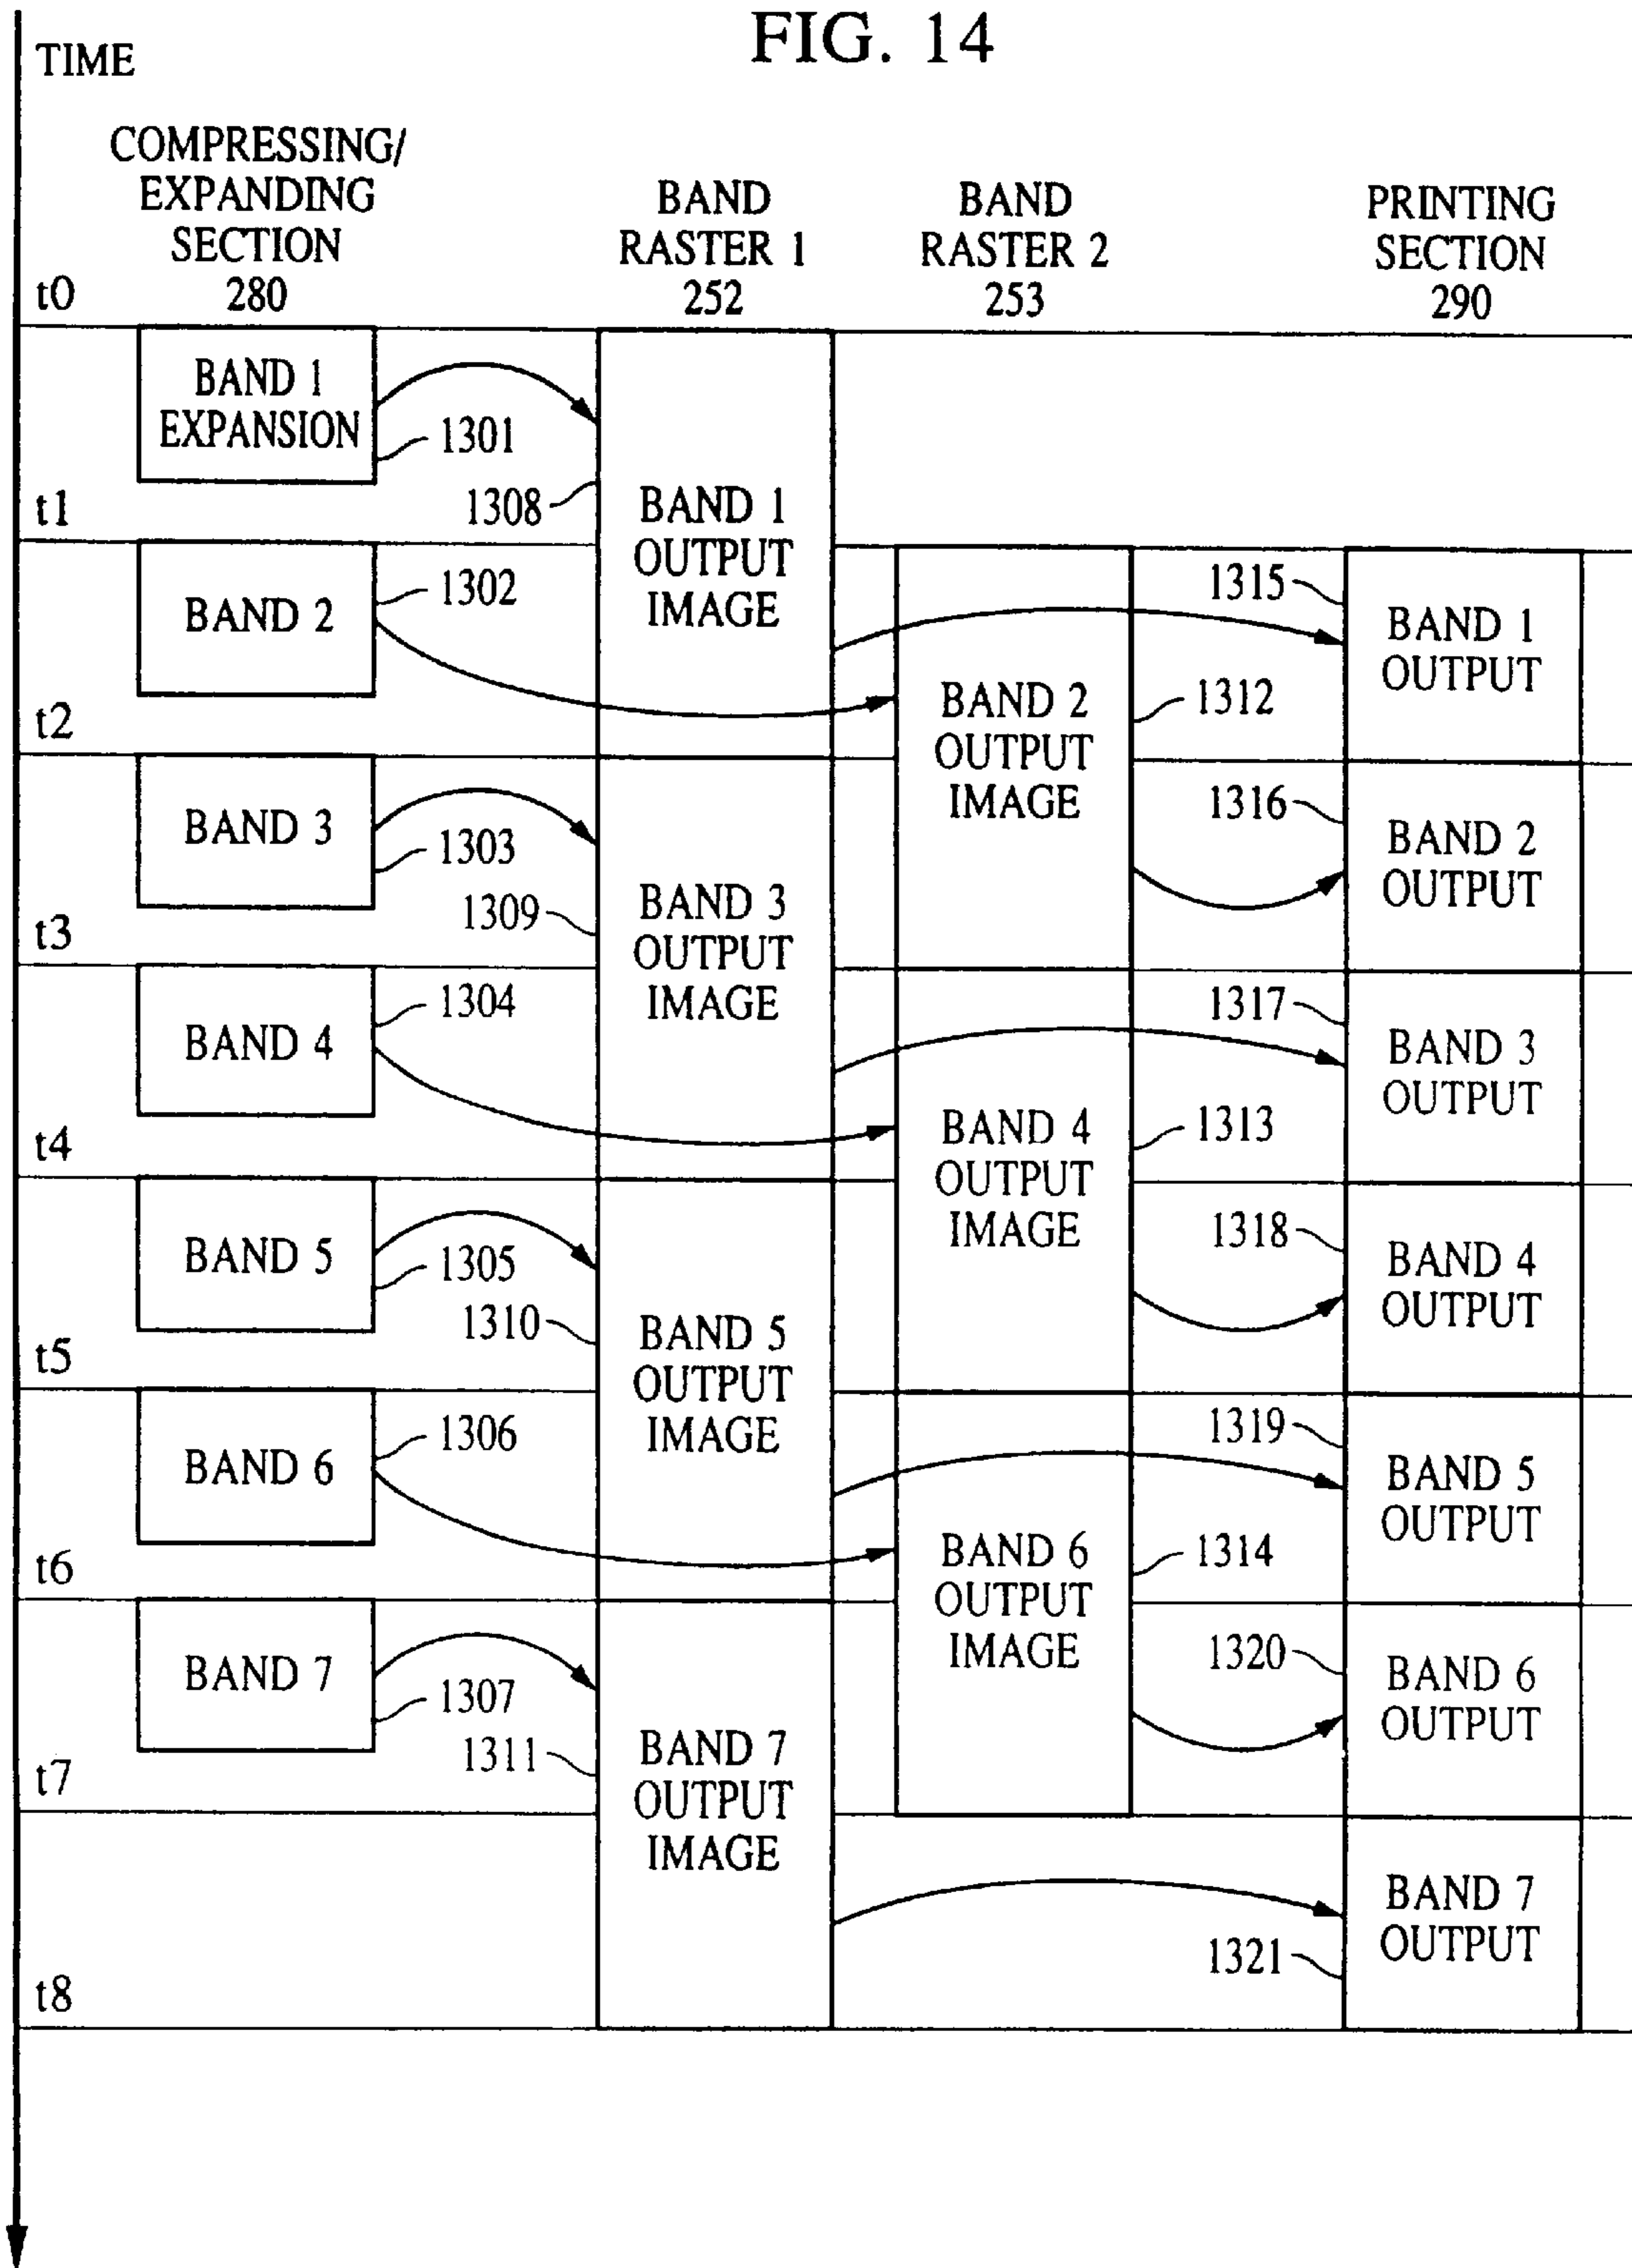 FIG. 14
TIME
COMPRESSING/
EXPANDING
SECTION
280
BAND
RASTER 1
252
BAND
RASTER 2
253
PRINTING
SECTION
290
t0
BAND 1
EXPANSION
1301
1308
BAND 1
OUTPUT
IMAGE
t1
BAND 2
1302
1315
BAND 1
OUTPUT
BAND 2
OUTPUT
IMAGE
1312
t2
BAND 3
1303
1309
BAND 3
OUTPUT
IMAGE
1316
BAND 2
OUTPUT
t3
BAND 4
1304
1317
BAND 3
OUTPUT
BAND 4
OUTPUT
IMAGE
1313
t4
BAND 5
1305
1310
BAND 5
OUTPUT
IMAGE
1318
BAND 4
OUTPUT
t5
BAND 6
1306
1319
BAND 5
OUTPUT
BAND 6
OUTPUT
IMAGE
1314
t6
BAND 7
1307
1311
BAND 7
OUTPUT
IMAGE
1320
BAND 6
OUTPUT
t7
BAND 7
OUTPUT
1321
t8